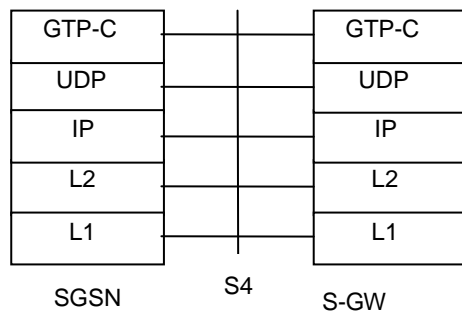 GTP-C GTP-C
UDP UDP
IP IP
L2 L2
L1 L1
SGSN S4 S-GW